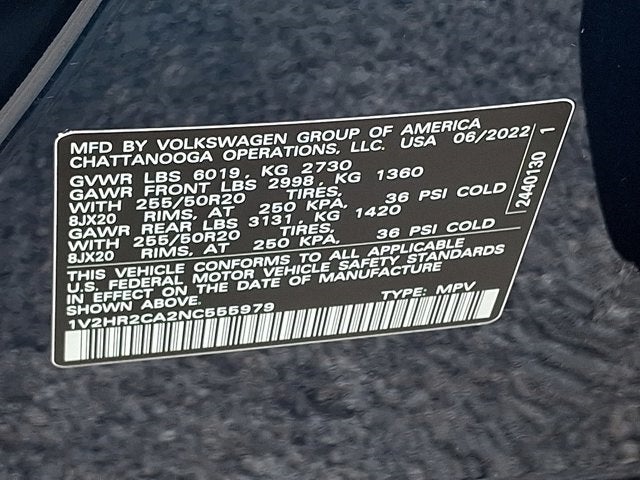 MFD BY VOLKSWAGEN GROUP OF AMERICA
CHATTANOOGA OPERATIONS, LLC. USA 06/2022
GVWR LBS 6019, KG 2730
GAWR FRONT LBS 2998, KG 1360
WITH 255/50R20 TIRES,
8JX20 RIMS, AT 250 KPA, 36 PSI COLD
GAWR REAR LBS 3131, KG 1420
WITH 255/50R20 TIRES,
8JX20 RIMS, AT 250 KPA, 36 PSI COLD
THIS VEHICLE CONFORMS TO ALL APPLICABLE
U.S. FEDERAL MOTOR VEHICLE SAFETY STANDARDS
IN EFFECT ON THE DATE OF MANUFACTURE
SHOWN ABOVE.
1V2HR2CA2NC555979 TYPE: MPV
2440130 1